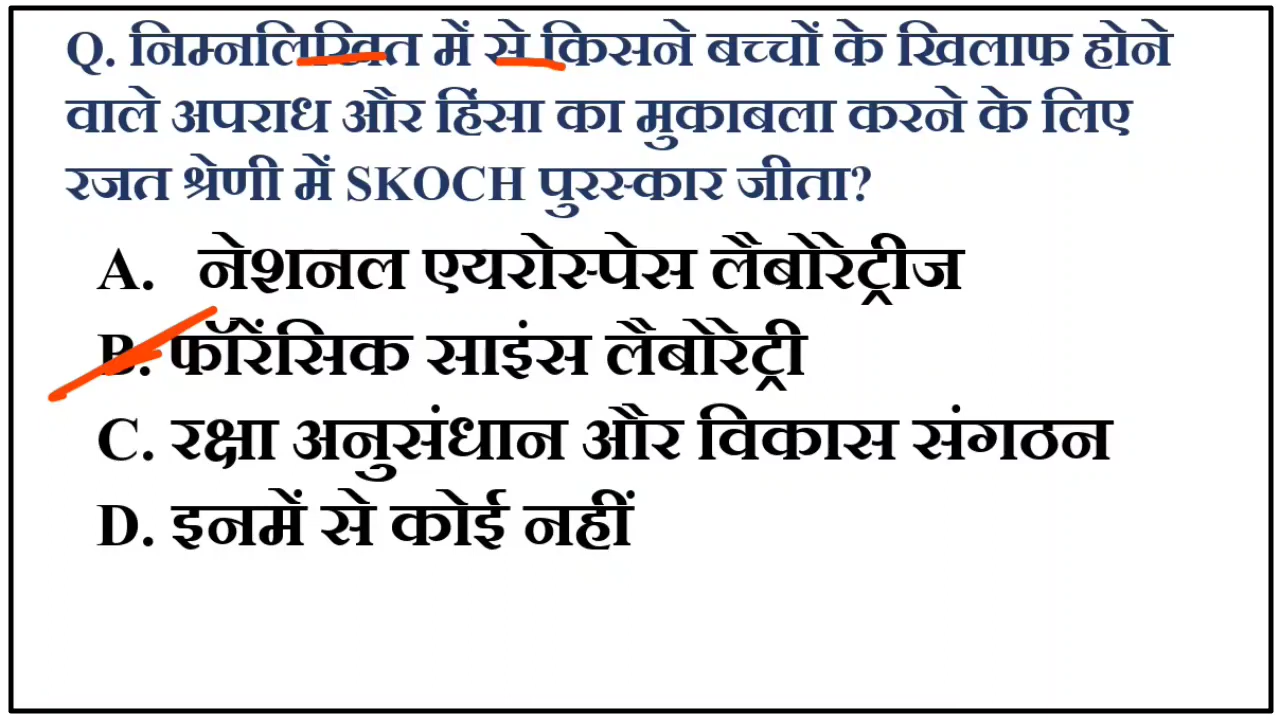 Q. निम्नलिखित में से किसने बच्चों के खिलाफ होने
वाले अपराध और हिंसा का मुकाबला करने के लिए
रजत श्रेणी में SKOCH पुरस्कार जीता?
A. नेशनल एयरोस्पेस लैबोरेट्रीज
B. फॉरेंसिक साइंस लैबोरेट्री
C. रक्षा अनुसंधान और विकास संगठन
D. इनमें से कोई नहीं